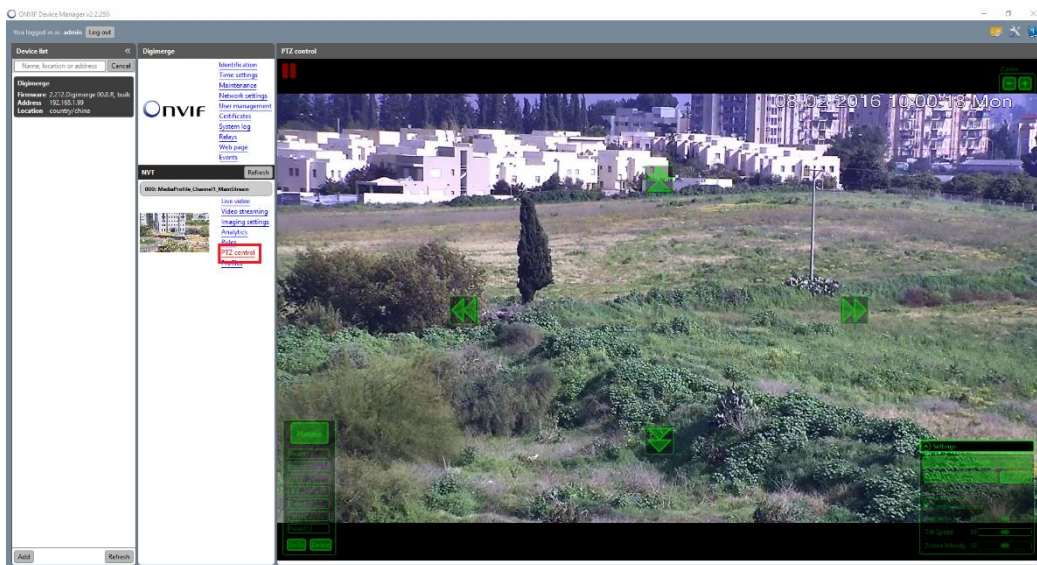 ONVIF Device Manager v2.2.250
You logged in as admin Log out
Device list
Name, location or address Cancel
Digimerge
Firmware 2.212.Digimerge 00.0.R, build
Address 192.168.1.99
Location country/china
Add Refresh
Digimerge
ONVIF
Identification
Time settings
Maintenance
Network settings
User management
Certificates
System log
Relays
Web page
Events
NVT Refresh
000: MediaProfile_Channel1_MainStream
Live video
Video streaming
Imaging settings
Analytics
Rules
PTZ control
Profiles
PTZ control
Zoom
08-02-2016 10:00:18 Mon
Settings
Tilt Speed 50
Zoom Velocity 50